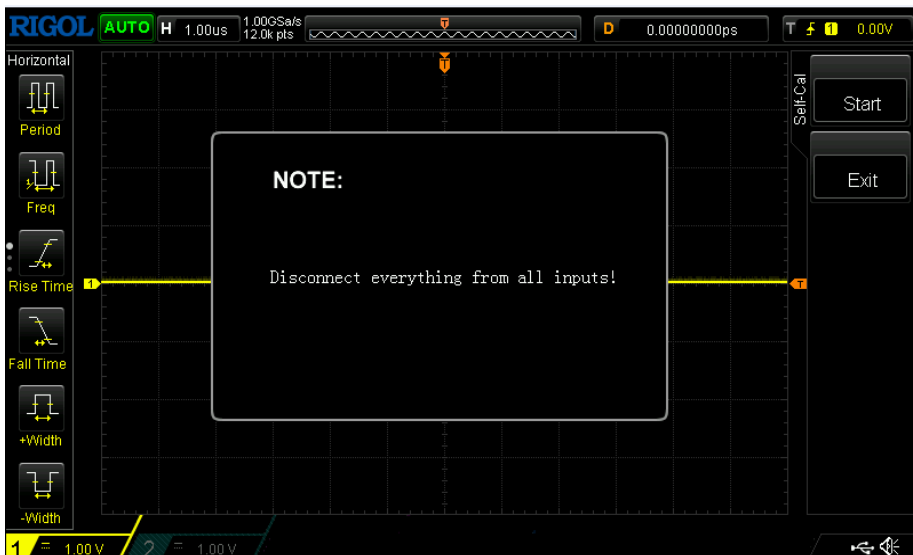 RIGOL AUTO H 1.00us 1.00GSa/s 12.0k pts D 0.00000000ps T 1 0.00V
Horizontal
Period
Freq
Rise Time
Fall Time
+Width
-Width
T
T
1
T
NOTE:
Disconnect everything from all inputs!
Self-Cal
Start
Exit
1 = 1.00 V 2 = 1.00 V